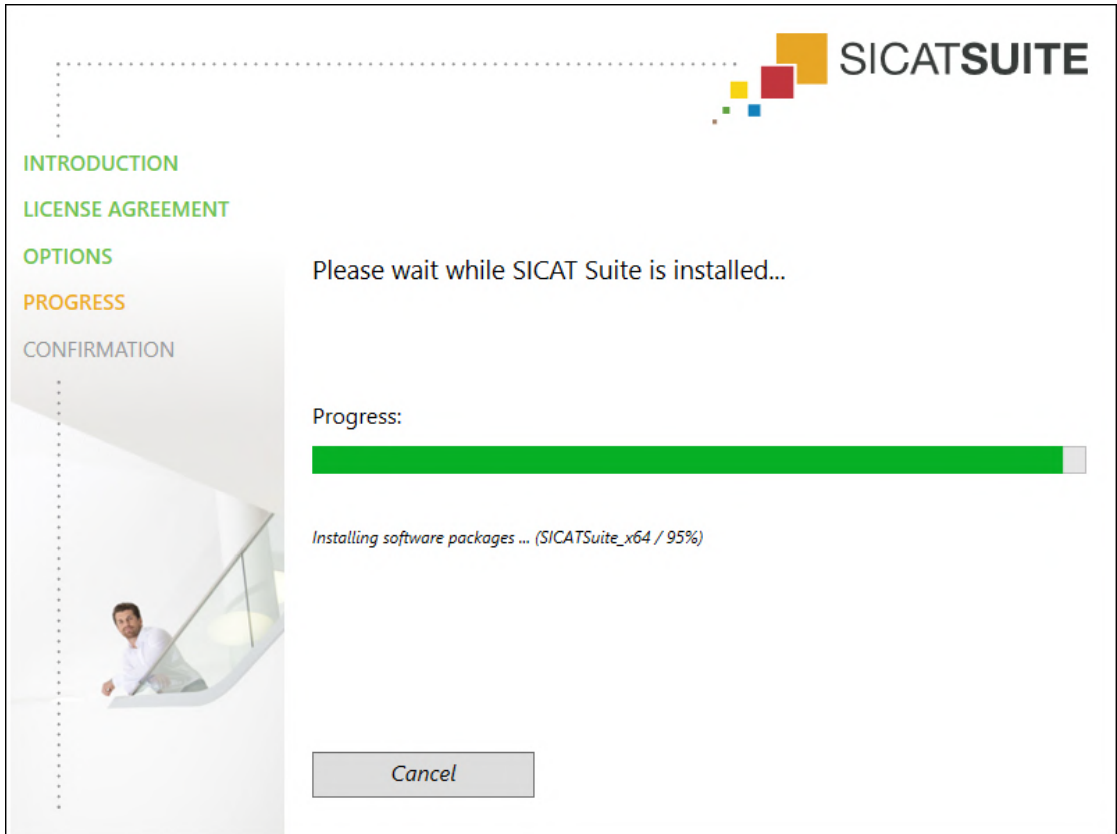 SICATSUITE
INTRODUCTION
LICENSE AGREEMENT
OPTIONS
PROGRESS
CONFIRMATION
Please wait while SICAT Suite is installed...
Progress:
Installing software packages ... (SICATSuite_x64 / 95%)
Cancel